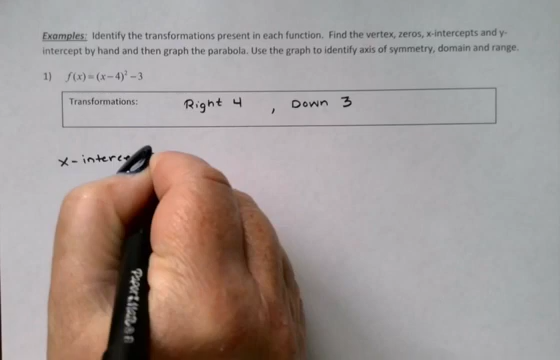 Examples: Identify the transformations present in each function. Find the vertex, zeros, x-intercepts and y-
intercept by hand and then graph the parabola. Use the graph to identify axis of symmetry, domain and range.
1) f(x) = (x-4)² - 3
Transformations: Right 4 , Down 3
x-interce